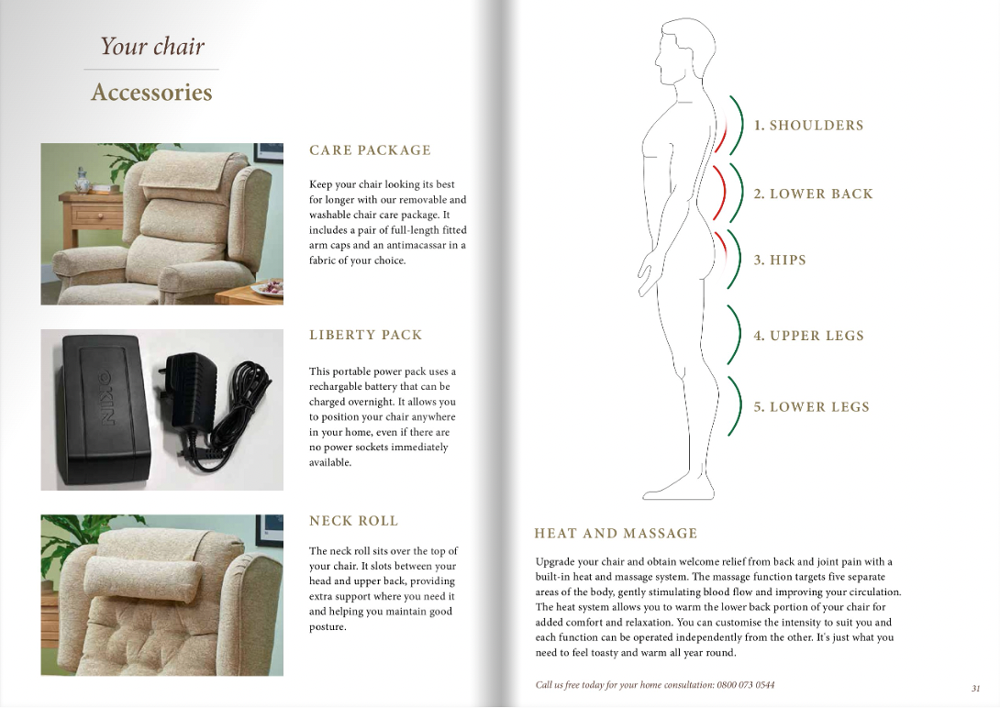 Your chair
Accessories
CARE PACKAGE
Keep your chair looking its best
for longer with our removable and
washable chair care package. It
includes a pair of full-length fitted
arm caps and an antimacassar in a
fabric of your choice.
OKIN
LIBERTY PACK
This portable power pack uses a
rechargable battery that can be
charged overnight. It allows you
to position your chair anywhere
in your home, even if there are
no power sockets immediately
available.
NECK ROLL
The neck roll sits over the top of
your chair. It slots between your
head and upper back, providing
extra support where you need it
and helping you maintain good
posture.
1. SHOULDERS
2. LOWER BACK
3. HIPS
4. UPPER LEGS
5. LOWER LEGS
HEAT AND MASSAGE
Upgrade your chair and obtain welcome relief from back and joint pain with a
built-in heat and massage system. The massage function targets five separate
areas of the body, gently stimulating blood flow and improving your circulation.
The heat system allows you to warm the lower back portion of your chair for
added comfort and relaxation. You can customise the intensity to suit you and
each function can be operated independently from the other. It's just what you
need to feel toasty and warm all year round.
Call us free today for your home consultation: 0800 073 0544
31